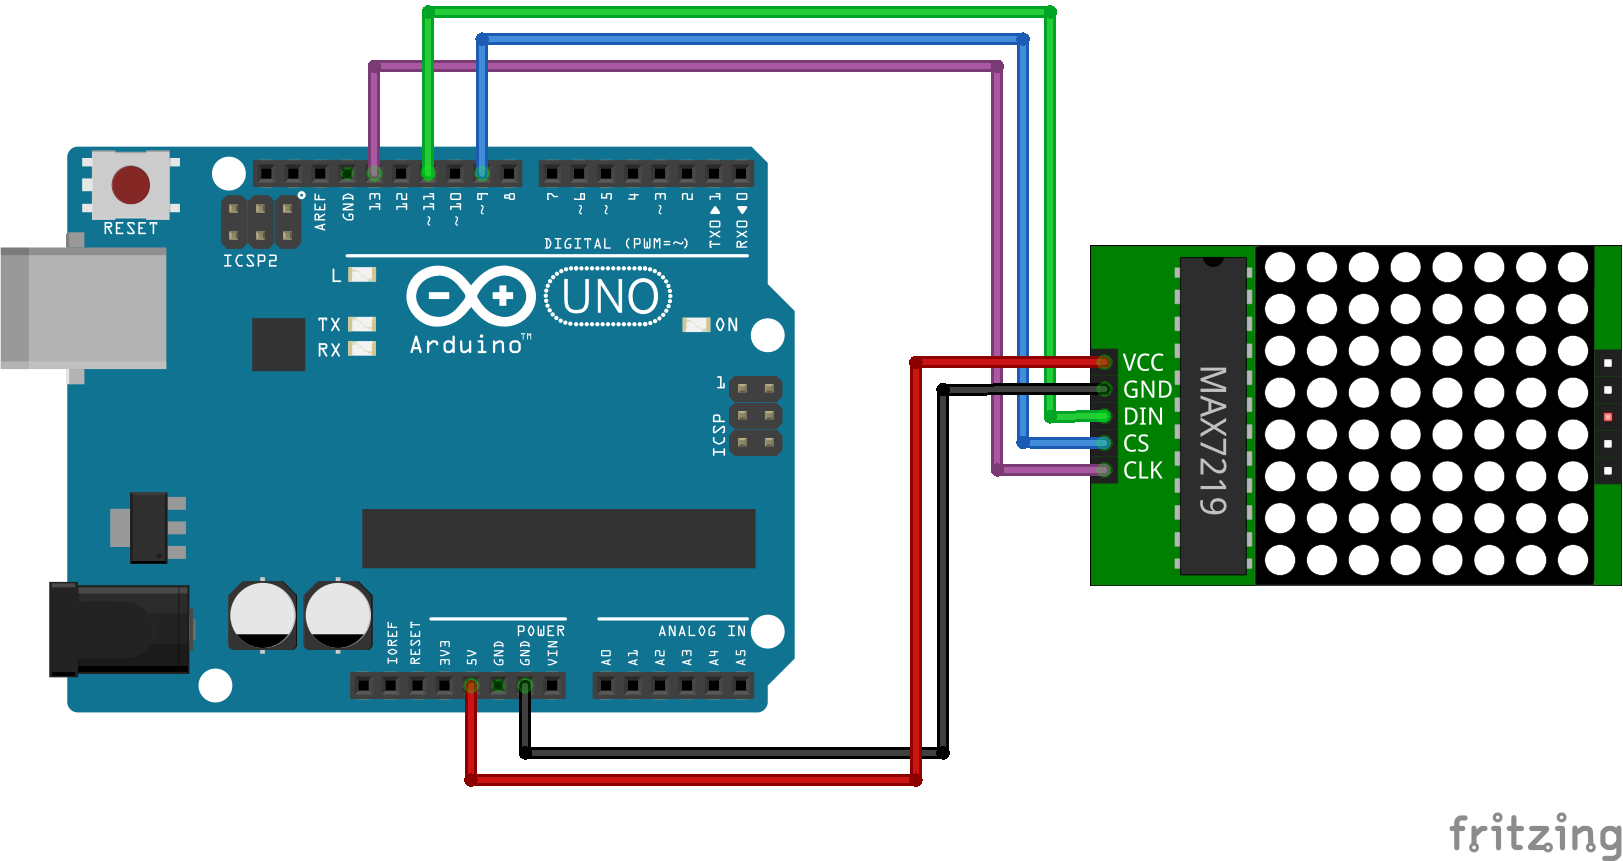 RESET
ICSP2
AREF
GND
13
12
~11
~10
~9
8
7
~6
~5
4
~3
2
TX0▶1
RX0◀0
DIGITAL (PWM=~)
L
TX
RX
UNO
Arduino™
ON
1
ICSP
VCC
GND
DIN
CS
CLK
MAX7219
POWER
ANALOG IN
IOREF
RESET
3V3
5V
GND
GND
VIN
A0
A1
A2
A3
A4
A5
fritzing